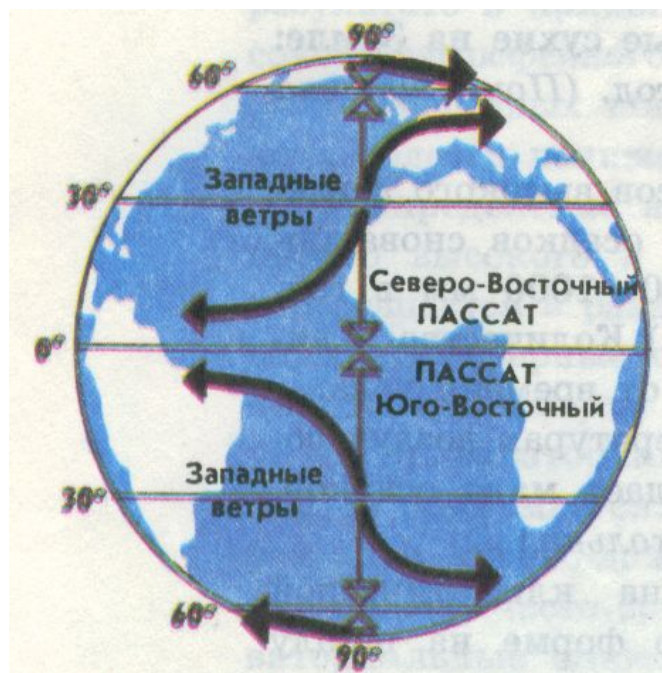 90°
60°
30°
Западные
ветры
Северо-Восточный
ПАССАТ
0°
ПАССАТ
Юго-Восточный
30°
Западные
ветры
60°
90°